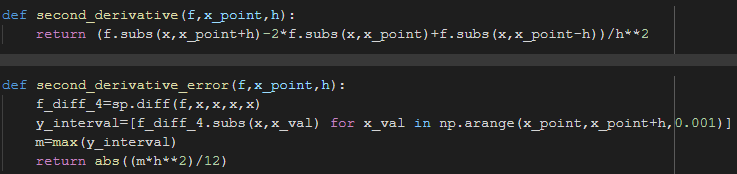 def second_derivative(f,x_point,h):
    return (f.subs(x,x_point+h)-2*f.subs(x,x_point)+f.subs(x,x_point-h))/h**2
def second_derivative_error(f,x_point,h):
    f_diff_4=sp.diff(f,x,x,x,x)
    y_interval=[f_diff_4.subs(x,x_val) for x_val in np.arange(x_point,x_point+h,0.001)]
    m=max(y_interval)
    return abs((m*h**2)/12)